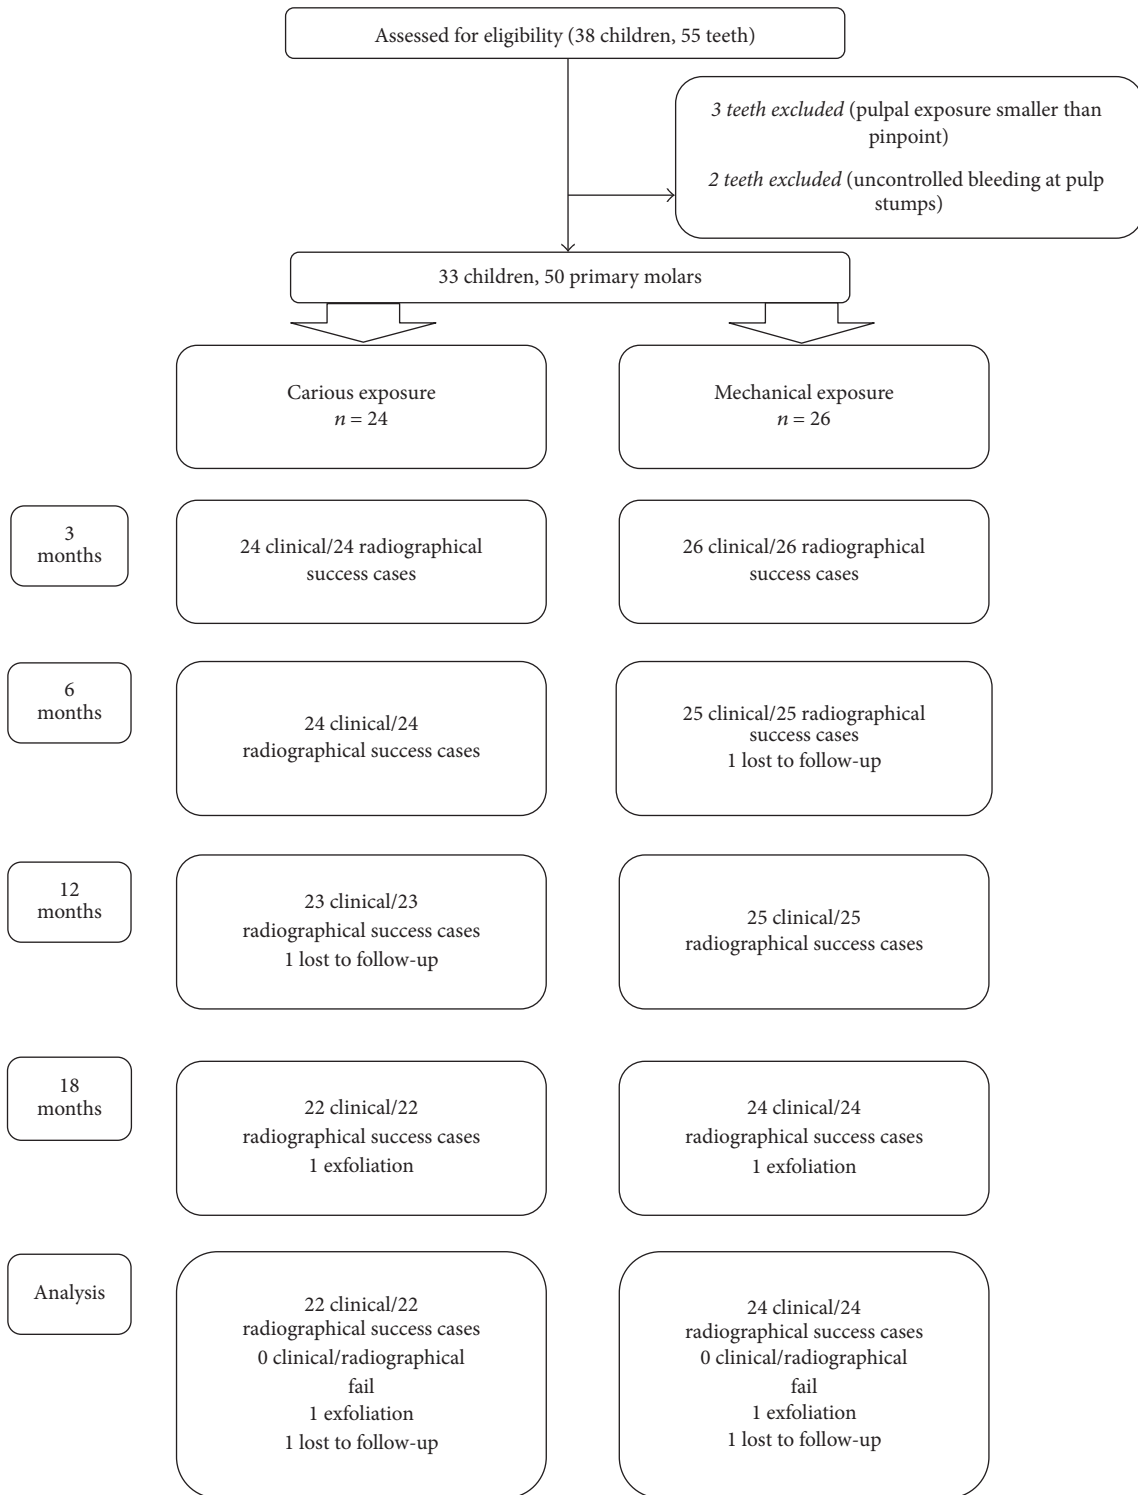 Assessed for eligibility (38 children, 55 teeth)
3 teeth excluded (pulpal exposure smaller than
pinpoint)
2 teeth excluded (uncontrolled bleeding at pulp
stumps)
33 children, 50 primary molars
Carious exposure
n = 24
Mechanical exposure
n = 26
3
months
24 clinical/24 radiographical
success cases
26 clinical/26 radiographical
success cases
6
months
24 clinical/24
radiographical success cases
25 clinical/25 radiographical
success cases
1 lost to follow-up
12
months
23 clinical/23
radiographical success cases
1 lost to follow-up
25 clinical/25
radiographical success cases
18
months
22 clinical/22
radiographical success cases
1 exfoliation
24 clinical/24
radiographical success cases
1 exfoliation
Analysis
22 clinical/22
radiographical success cases
0 clinical/radiographical
fail
1 exfoliation
1 lost to follow-up
24 clinical/24
radiographical success cases
0 clinical/radiographical
fail
1 exfoliation
1 lost to follow-up